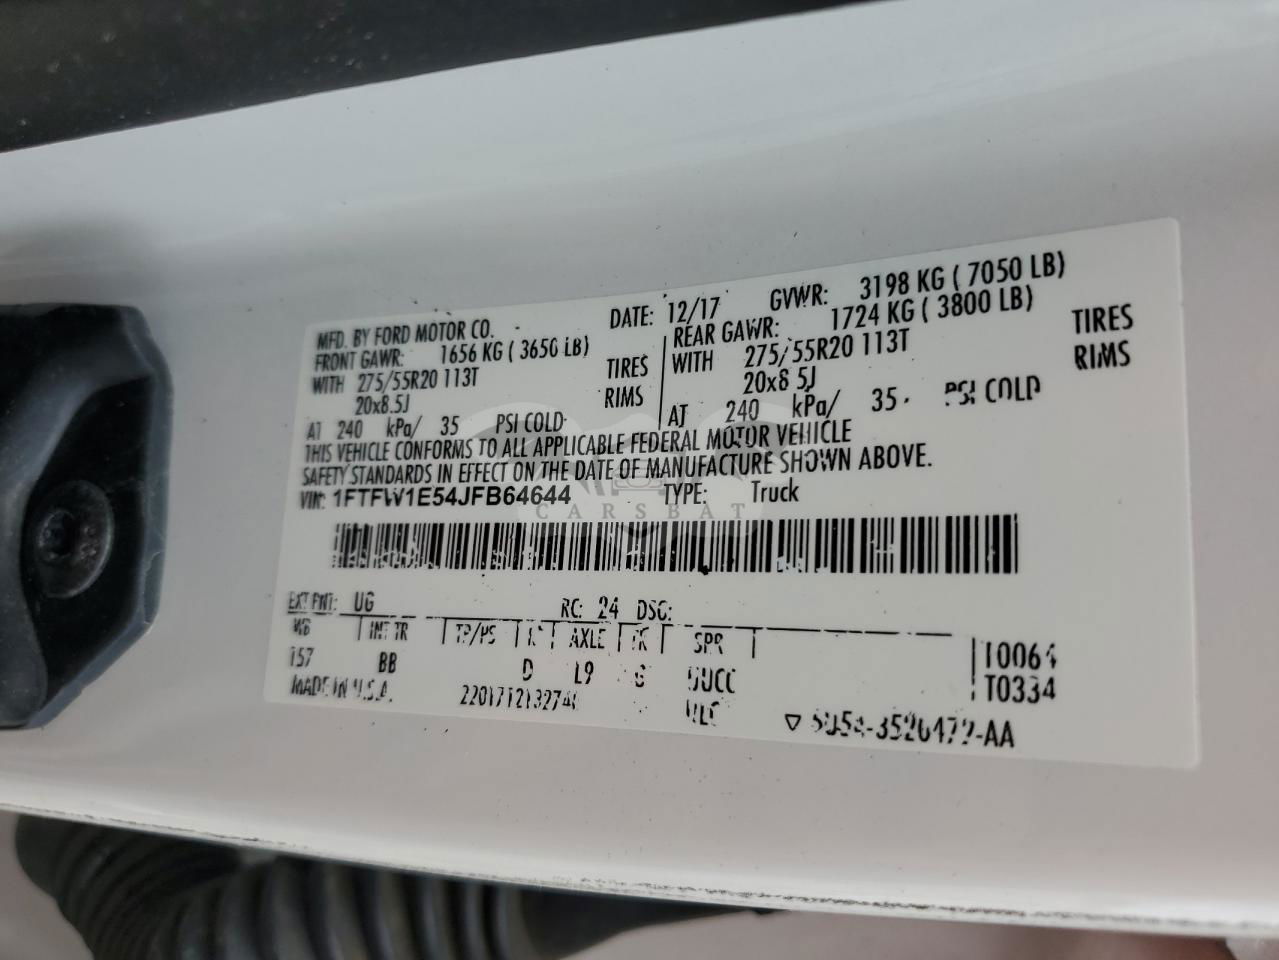 MFD. BY FORD MOTOR CO.
DATE: 12/17 GVWR: 3198 KG ( 7050 LB)
FRONT GAWR: 1656 KG ( 3650 LB)
WITH 275/55R20 113T TIRES
20x8.5J RIMS
AT 240 kPa/ 35 PSI COLD
REAR GAWR: 1724 KG ( 3800 LB)
WITH 275/55R20 113T TIRES
20x8.5J RIMS
AT 240 kPa/ 35 PSI COLD
THIS VEHICLE CONFORMS TO ALL APPLICABLE FEDERAL MOTOR VEHICLE
SAFETY STANDARDS IN EFFECT ON THE DATE OF MANUFACTURE SHOWN ABOVE.
VIN: 1FTFW1E54JFB64644 TYPE: Truck
CARSBAT
EXT PNT: UG RC: 24 DSO:
WB INT TR TP/PS R AXLE TR SPR
157 BB D L9 G UUCC
T0064
T0334
MADE IN U.S.A.